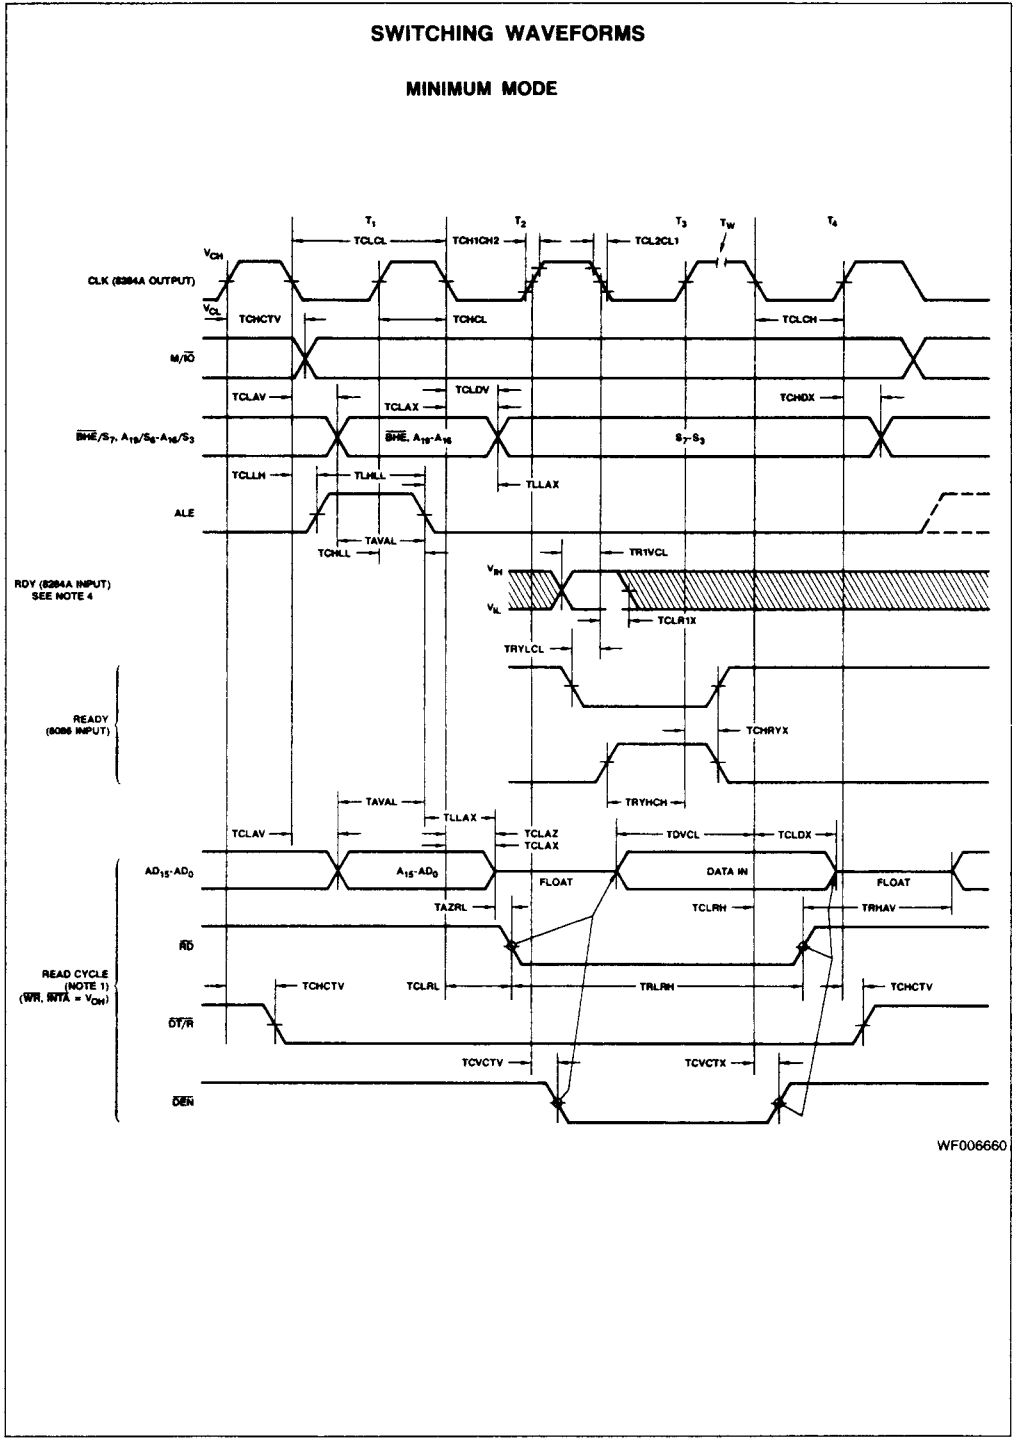 SWITCHING WAVEFORMS
MINIMUM MODE
T1 T2 T3 TW T4
TCLCL TCH1CH2 TCL2CL1
VCH
CLK (8284A OUTPUT)
VCL
TCHCTV TCHCL TCLCH
M/IO
TCLAV TCLDV TCHDX
TCLAX
BHE/S7, A19/S6-A16/S3 BHE, A19-A16 S7-S3
TCLLH TLHLL TLLAX
ALE
TAVAL
TCHLL TR1VCL
RDY (8284A INPUT) VIH
SEE NOTE 4
VIL
TCLR1X
TRYLCL
READY
(8086 INPUT)
TCHRYX
TRYHCH
TAVAL
TLLAX
TCLAV TCLAZ TDVCL TCLDX
TCLAX
AD15-AD0 A15-AD0 FLOAT DATA IN FLOAT
TAZRL TCLRH TRHAV
RD
READ CYCLE
(NOTE 1)
(WR, INTA = VOH)
TCHCTV TCLRL TRLRH TCHCTV
DT/R
TCVCTV TCVCTX
DEN
WF006660